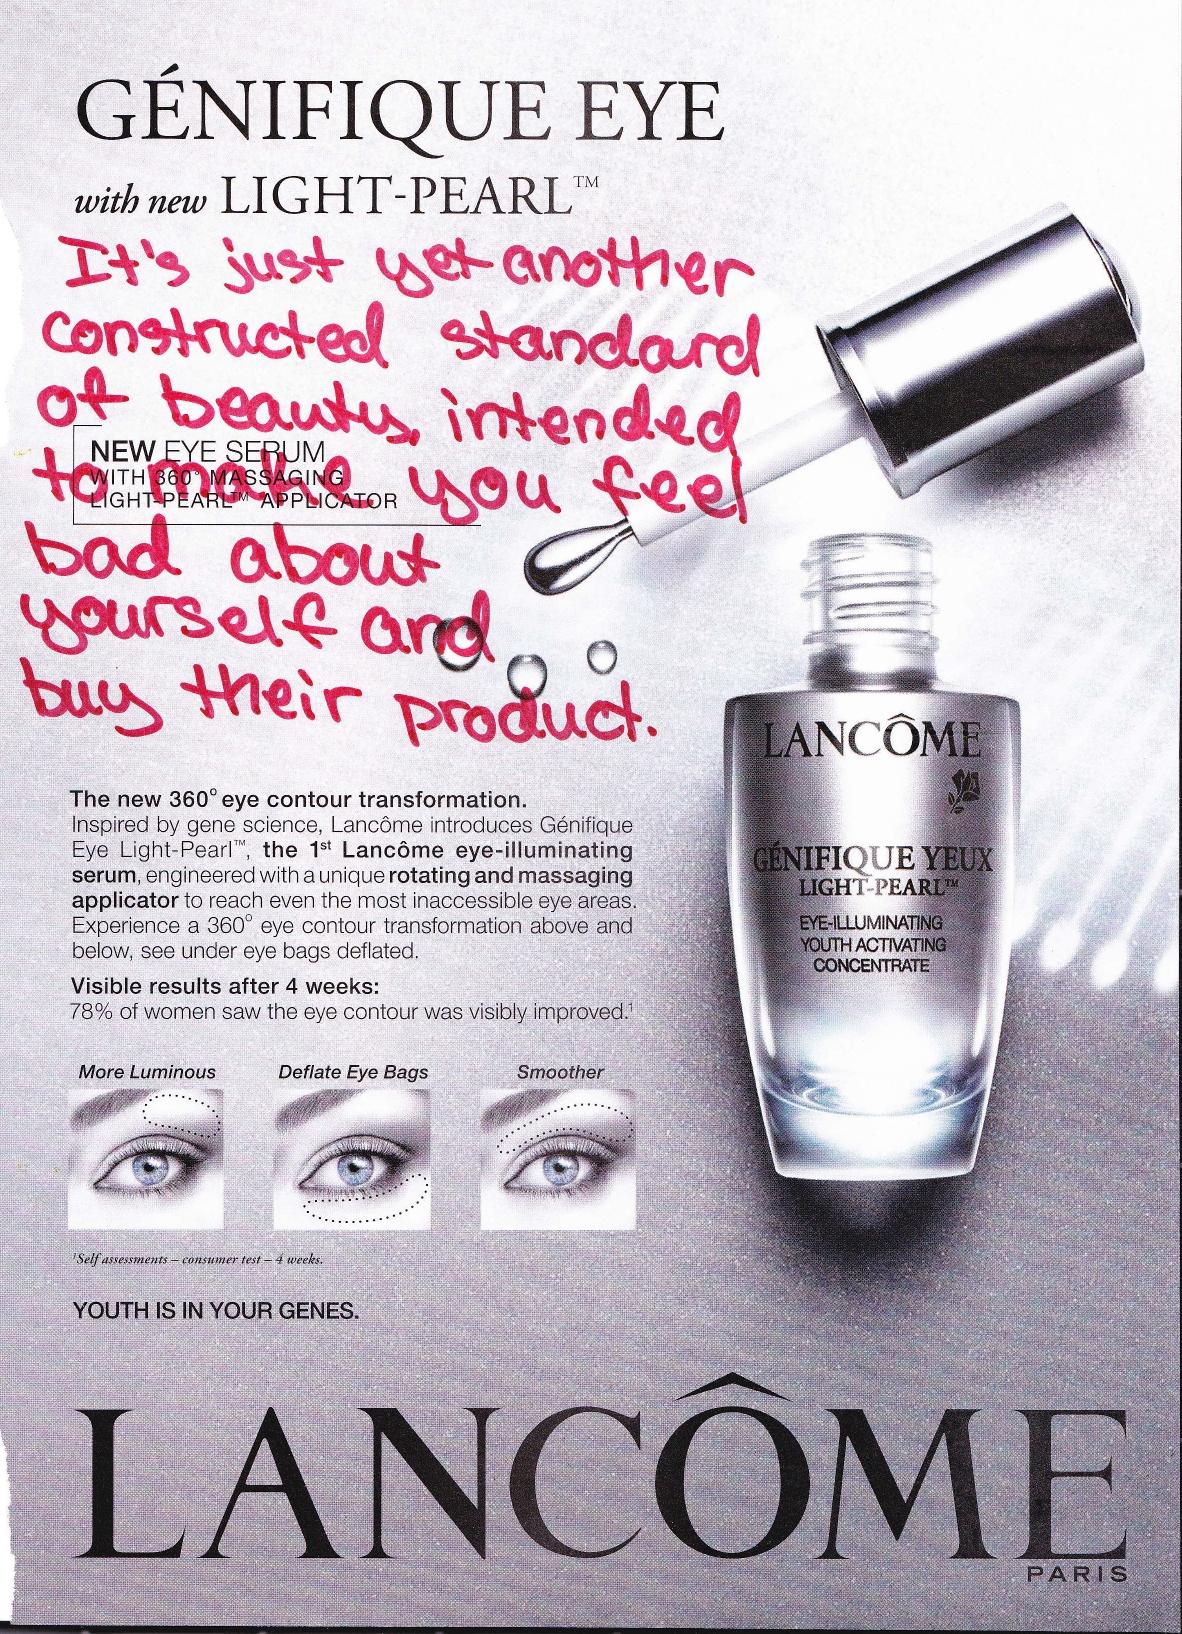 GÉNIFIQUE EYE
with new LIGHT-PEARL™
It's just yet another
constructed standard
of beauty, intended
to make you feel
bad about
yourself and
buy their product.
NEW EYE SERUM
WITH 360° MASSAGING
LIGHT-PEARL™ APPLICATOR
The new 360° eye contour transformation.
Inspired by gene science, Lancôme introduces Génifique
Eye Light-Pearl™, the 1st Lancôme eye-illuminating
serum, engineered with a unique rotating and massaging
applicator to reach even the most inaccessible eye areas.
Experience a 360° eye contour transformation above and
below, see under eye bags deflated.
Visible results after 4 weeks:
78% of women saw the eye contour was visibly improved.¹
More Luminous
Deflate Eye Bags
Smoother
¹Self assessments – consumer test – 4 weeks.
YOUTH IS IN YOUR GENES.
LANCÔME
GÉNIFIQUE YEUX
LIGHT-PEARL™
EYE-ILLUMINATING
YOUTH ACTIVATING
CONCENTRATE
LANCÔME
PARIS